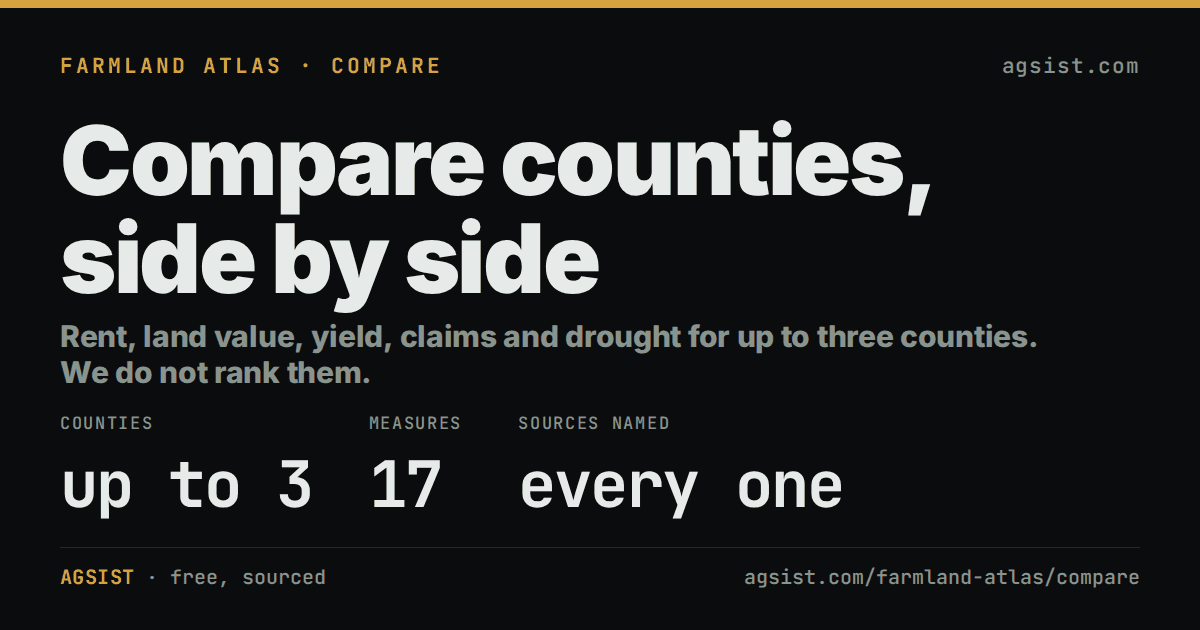 FARMLAND ATLAS · COMPARE
agsist.com
Compare counties,
side by side
Rent, land value, yield, claims and drought for up to three counties.
We do not rank them.
COUNTIES MEASURES SOURCES NAMED
up to 3 17 every one
AGSIST · free, sourced
agsist.com/farmland-atlas/compare